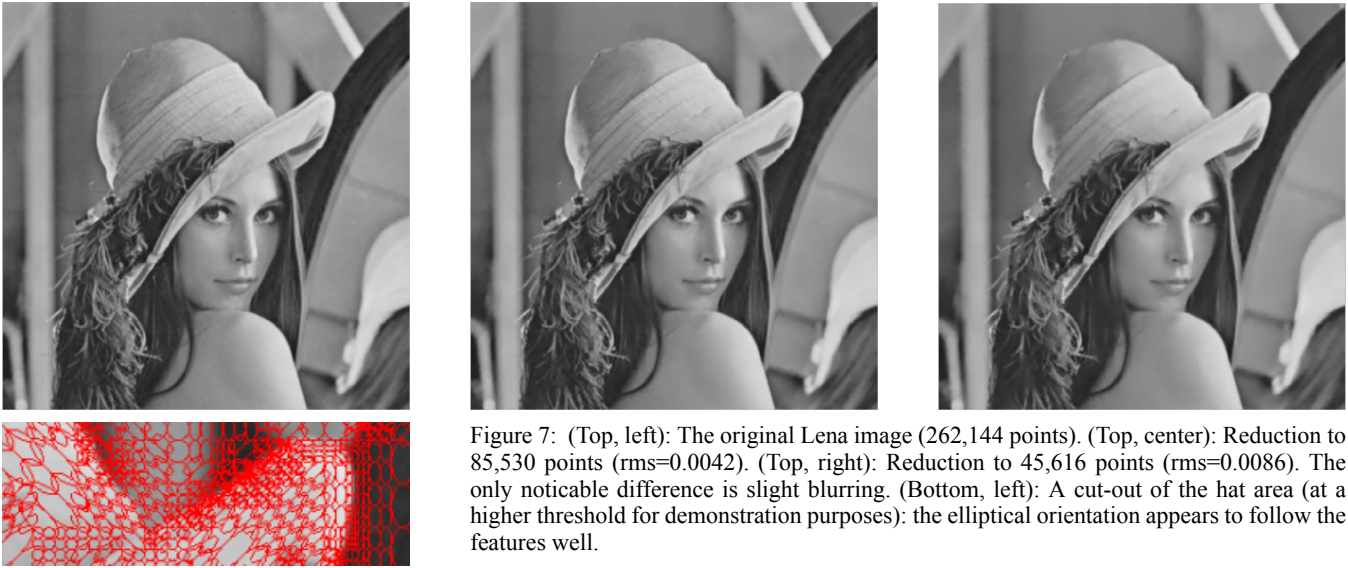 Figure 7: (Top, left): The original Lena image (262,144 points). (Top, center): Reduction to
85,530 points (rms=0.0042). (Top, right): Reduction to 45,616 points (rms=0.0086). The
only noticable difference is slight blurring. (Bottom, left): A cut-out of the hat area (at a
higher threshold for demonstration purposes): the elliptical orientation appears to follow the
features well.